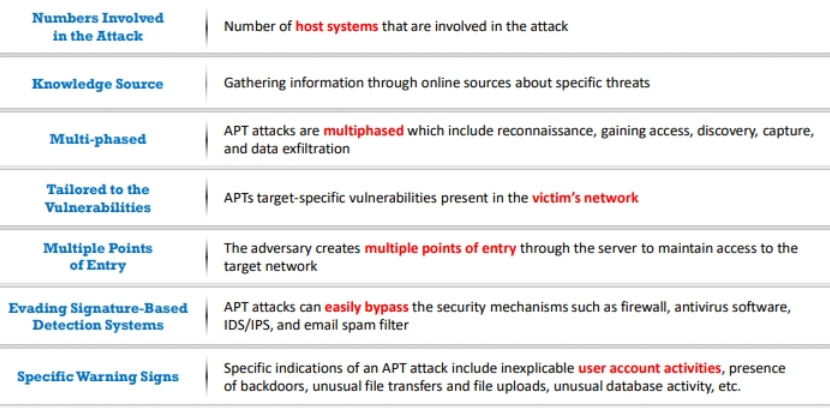 Numbers Involved
in the Attack
Number of host systems that are involved in the attack
Knowledge Source
Gathering information through online sources about specific threats
Multi-phased
APT attacks are multiphased which include reconnaissance, gaining access, discovery, capture,
and data exfiltration
Tailored to the
Vulnerabilities
APTs target-specific vulnerabilities present in the victim's network
Multiple Points
of Entry
The adversary creates multiple points of entry through the server to maintain access to the
target network
Evading Signature-Based
Detection Systems
APT attacks can easily bypass the security mechanisms such as firewall, antivirus software,
IDS/IPS, and email spam filter
Specific Warning Signs
Specific indications of an APT attack include inexplicable user account activities, presence
of backdoors, unusual file transfers and file uploads, unusual database activity, etc.